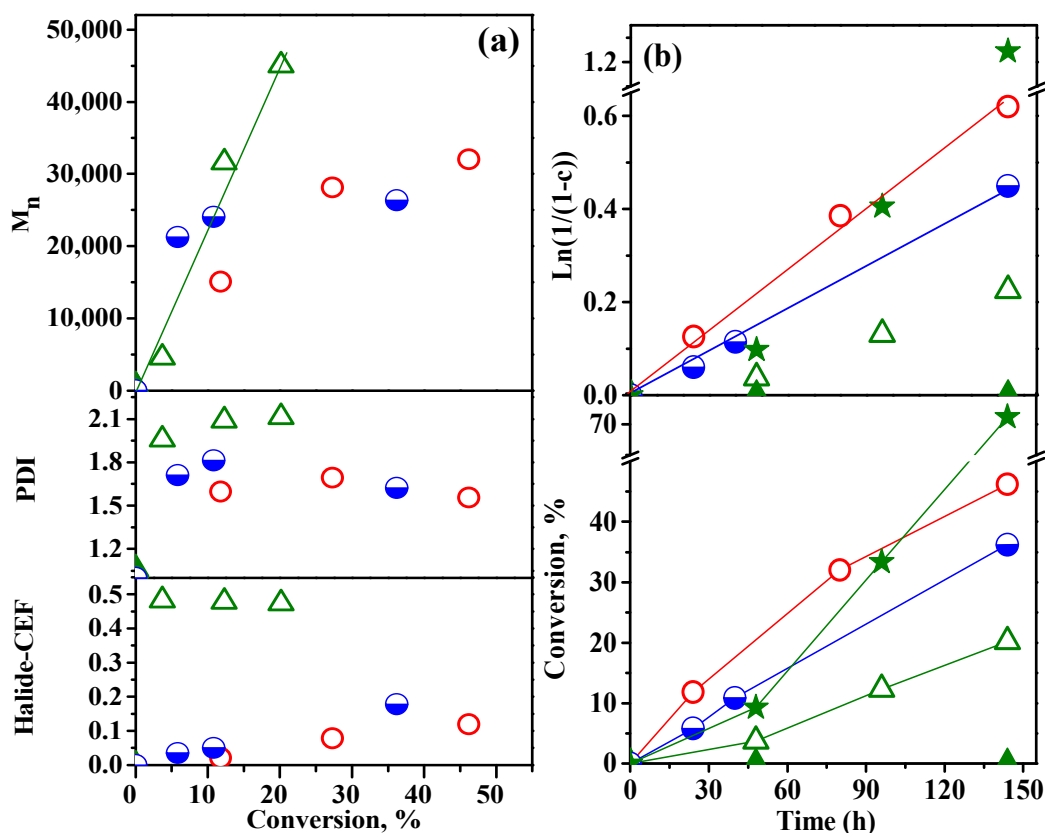 (a)
50,000
40,000
30,000
20,000
10,000
0
M_n
2.1
1.8
1.5
1.2
PDI
0.5
0.4
0.3
0.2
0.1
0.0
Halide-CEF
0 10 20 30 40 50
Conversion, %
(b)
1.2
0.6
0.4
0.2
0.0
Ln(1/(1-c))
70
40
30
20
10
0
Conversion, %
0 30 60 90 120 150
Time (h)